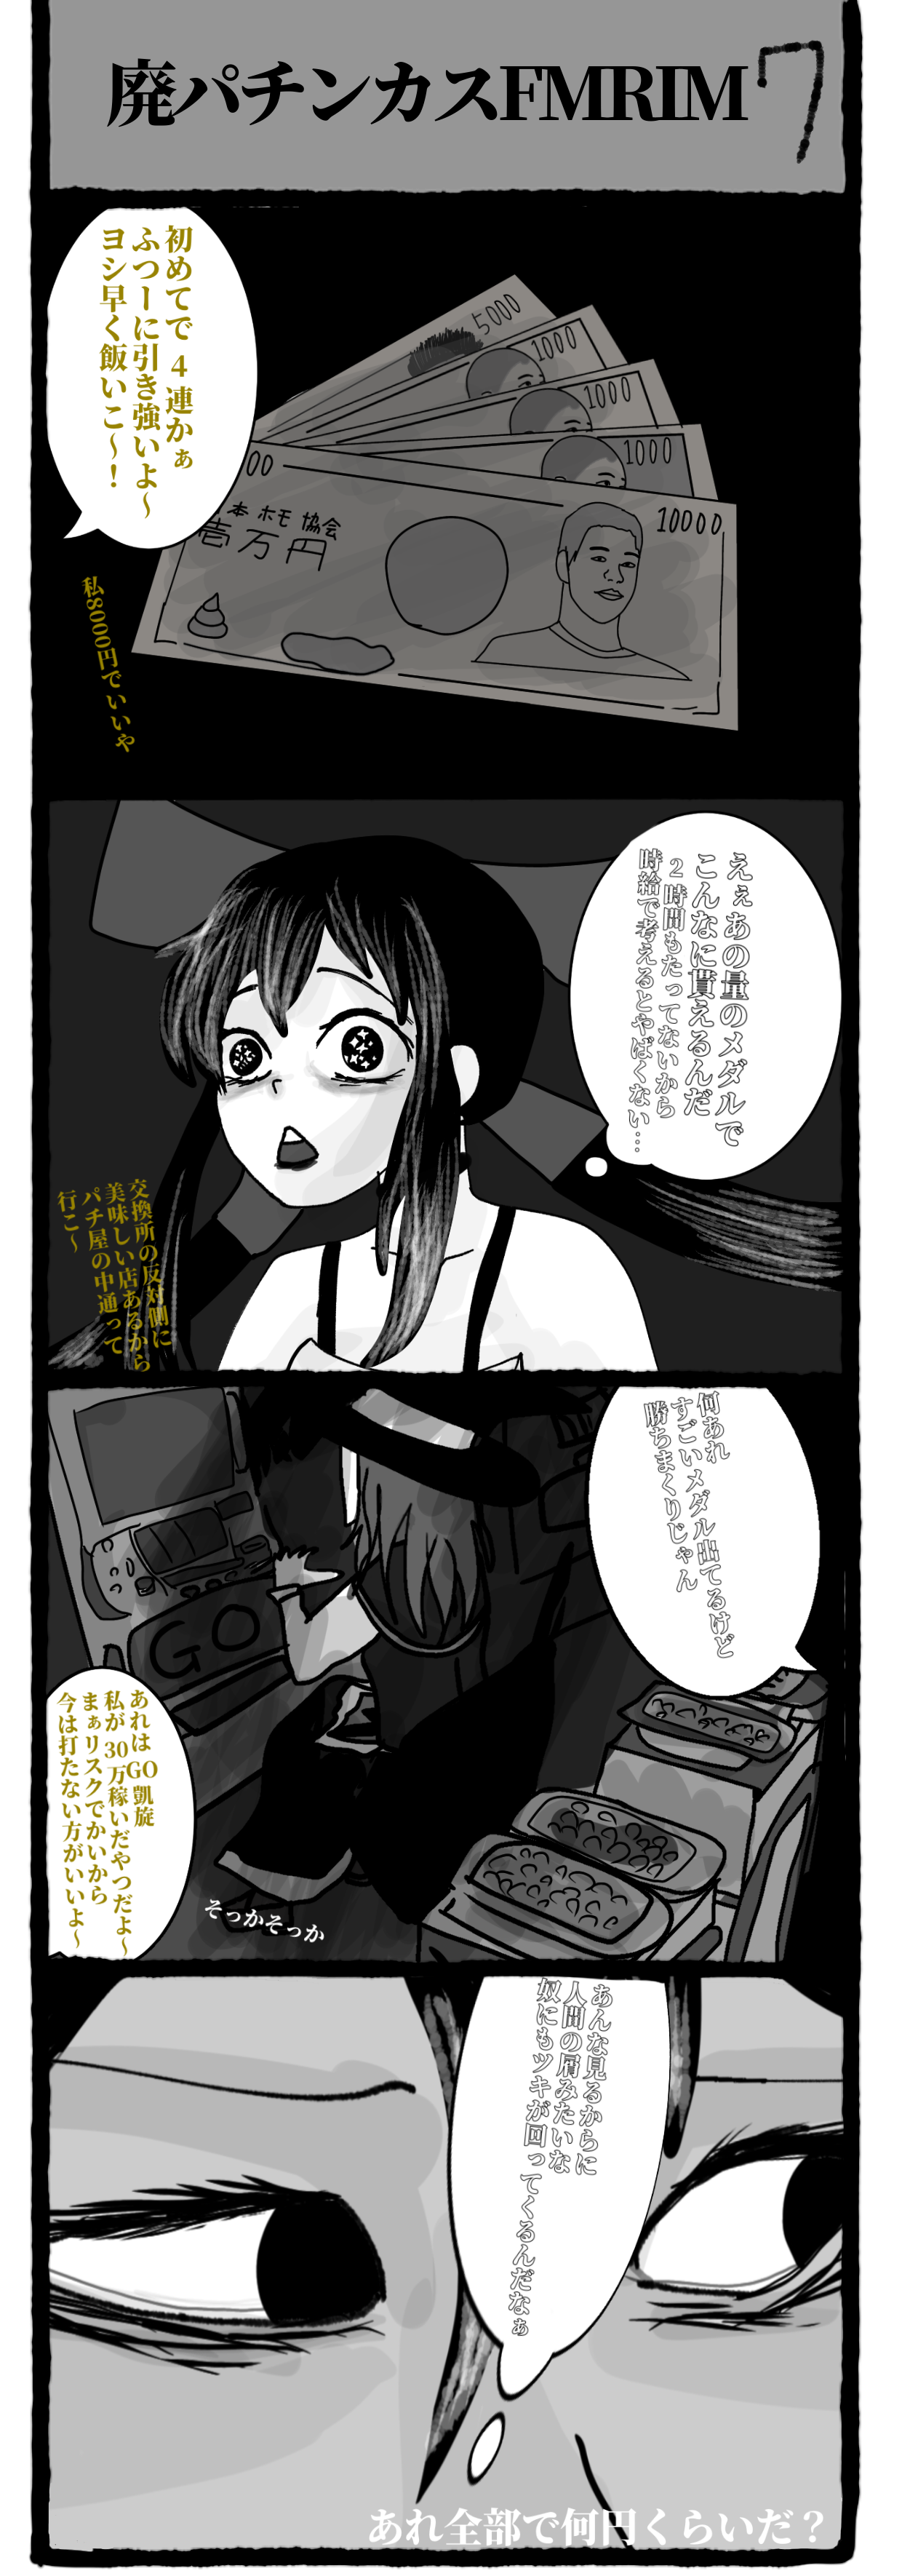 廃パチンカスFMRIM7
初めてで4連かぁ
ふつーに引き強いよ〜
ヨシ早く飯いこ〜！
5000
1000
1000
1000
00
10000
本ホモ協会
壱万円
私8000円でいいや
えぇあの量のメダルで
こんなに貰えるんだ
2時間もたってないから
時給で考えるとやばくない…
交換所の反対側に
美味しい店あるから
パチ屋の中通って
行こ〜
何あれ
すごいメダル出てるけど
勝ちまくりじゃん
GO
あれはGO凱旋
私が30万稼いだやつだよ〜
まぁリスクでかいから
今は打たない方がいいよ〜
そっかそっか
あんな見るからに
人間の屑みたいな
奴にもツキが回ってくるんだなぁ
あれ全部で何円くらいだ？